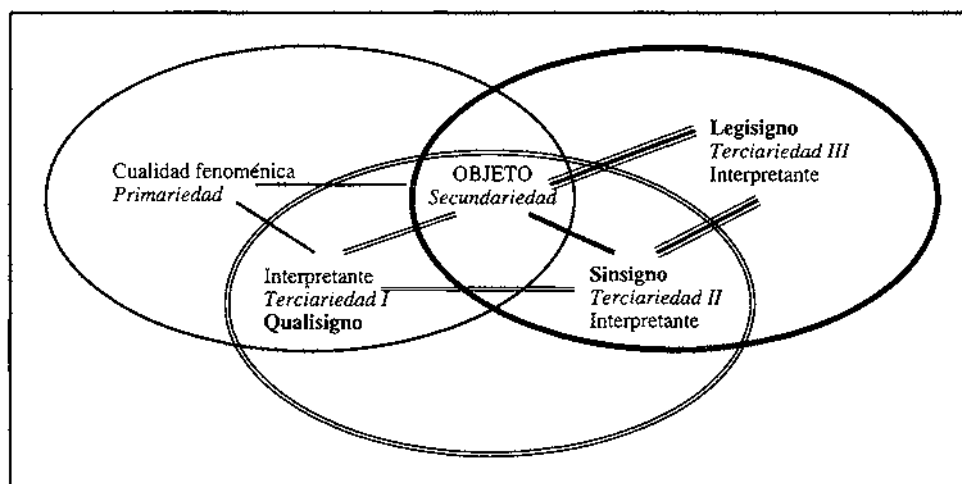 Cualidad fenoménica
Primariedad
OBJETO
Secundariedad
Legisigno
Terciariedad III
Interpretante
Interpretante
Terciariedad I
Qualisigno
Sinsigno
Terciariedad II
Interpretante